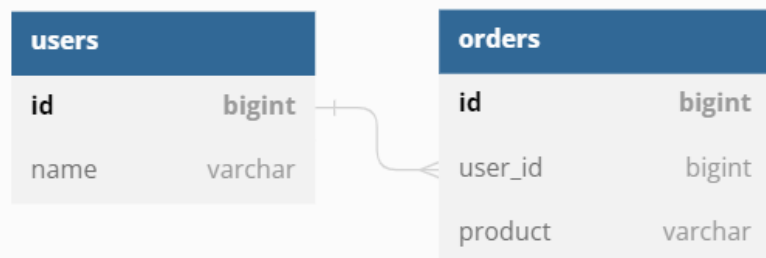 users
id bigint
name varchar
orders
id bigint
user_id bigint
product varchar